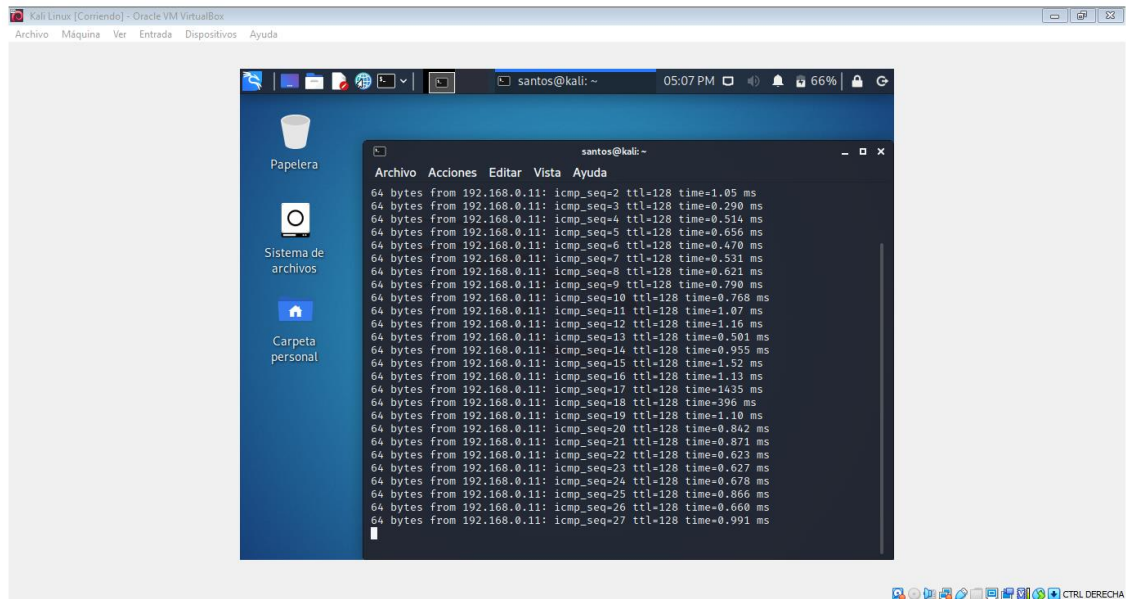 Kali Linux [Corriendo] - Oracle VM VirtualBox
Archivo Máquina Ver Entrada Dispositivos Ayuda
santos@kali: ~ 05:07 PM 66%
Papelera
Sistema de
archivos
Carpeta
personal
santos@kali: ~
Archivo Acciones Editar Vista Ayuda
64 bytes from 192.168.0.11: icmp_seq=2 ttl=128 time=1.05 ms
64 bytes from 192.168.0.11: icmp_seq=3 ttl=128 time=0.290 ms
64 bytes from 192.168.0.11: icmp_seq=4 ttl=128 time=0.514 ms
64 bytes from 192.168.0.11: icmp_seq=5 ttl=128 time=0.656 ms
64 bytes from 192.168.0.11: icmp_seq=6 ttl=128 time=0.470 ms
64 bytes from 192.168.0.11: icmp_seq=7 ttl=128 time=0.531 ms
64 bytes from 192.168.0.11: icmp_seq=8 ttl=128 time=0.621 ms
64 bytes from 192.168.0.11: icmp_seq=9 ttl=128 time=0.790 ms
64 bytes from 192.168.0.11: icmp_seq=10 ttl=128 time=0.768 ms
64 bytes from 192.168.0.11: icmp_seq=11 ttl=128 time=1.07 ms
64 bytes from 192.168.0.11: icmp_seq=12 ttl=128 time=1.16 ms
64 bytes from 192.168.0.11: icmp_seq=13 ttl=128 time=0.501 ms
64 bytes from 192.168.0.11: icmp_seq=14 ttl=128 time=0.955 ms
64 bytes from 192.168.0.11: icmp_seq=15 ttl=128 time=1.52 ms
64 bytes from 192.168.0.11: icmp_seq=16 ttl=128 time=1.13 ms
64 bytes from 192.168.0.11: icmp_seq=17 ttl=128 time=1435 ms
64 bytes from 192.168.0.11: icmp_seq=18 ttl=128 time=396 ms
64 bytes from 192.168.0.11: icmp_seq=19 ttl=128 time=1.10 ms
64 bytes from 192.168.0.11: icmp_seq=20 ttl=128 time=0.842 ms
64 bytes from 192.168.0.11: icmp_seq=21 ttl=128 time=0.871 ms
64 bytes from 192.168.0.11: icmp_seq=22 ttl=128 time=0.623 ms
64 bytes from 192.168.0.11: icmp_seq=23 ttl=128 time=0.627 ms
64 bytes from 192.168.0.11: icmp_seq=24 ttl=128 time=0.678 ms
64 bytes from 192.168.0.11: icmp_seq=25 ttl=128 time=0.866 ms
64 bytes from 192.168.0.11: icmp_seq=26 ttl=128 time=0.660 ms
64 bytes from 192.168.0.11: icmp_seq=27 ttl=128 time=0.991 ms
CTRL DERECHA